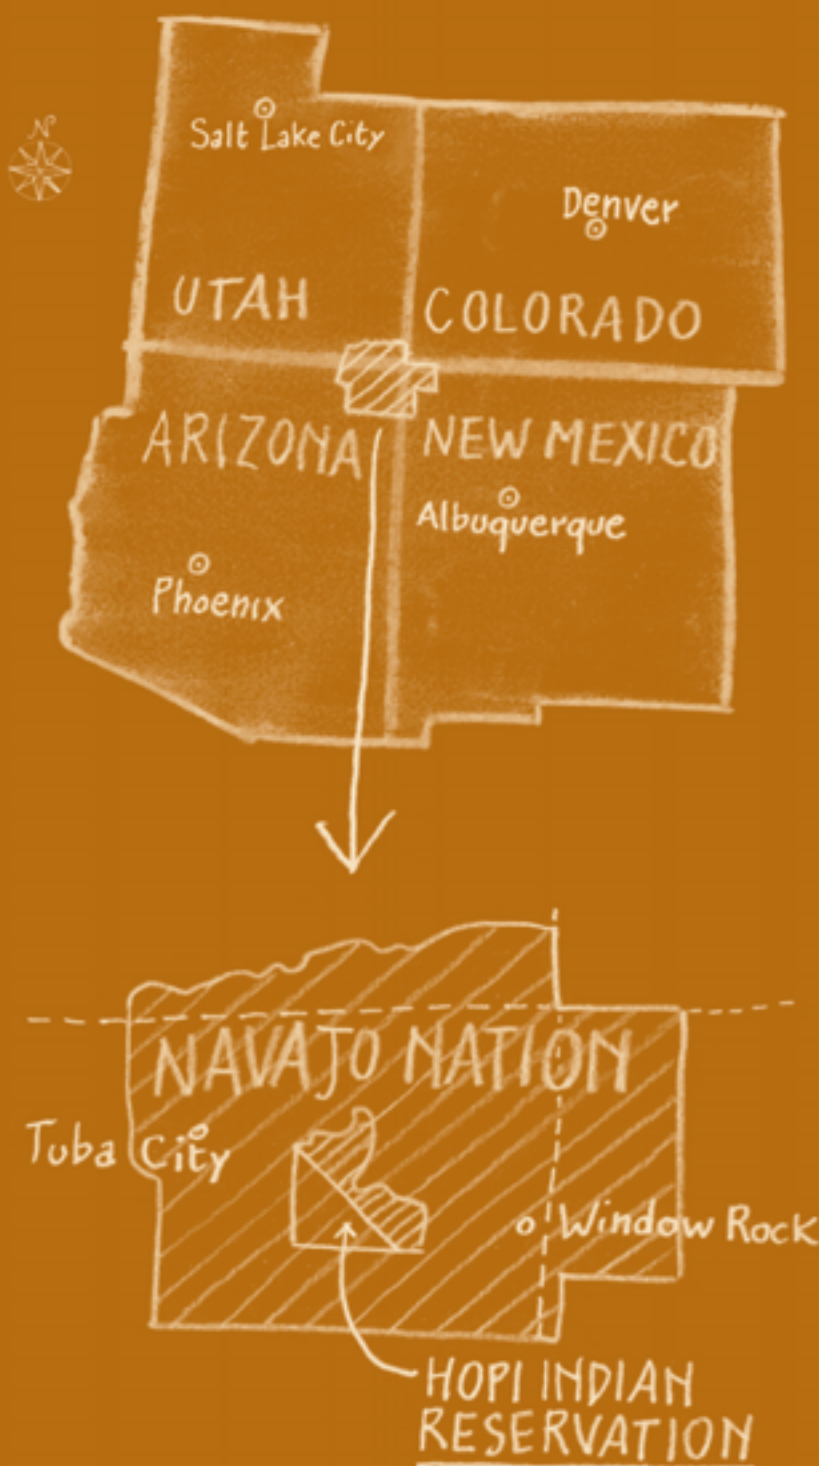 N
Salt Lake City
Denver
UTAH
COLORADO
ARIZONA
NEW MEXICO
Albuquerque
Phoenix
NAVAJO NATION
Tuba City
Window Rock
HOPI INDIAN
RESERVATION